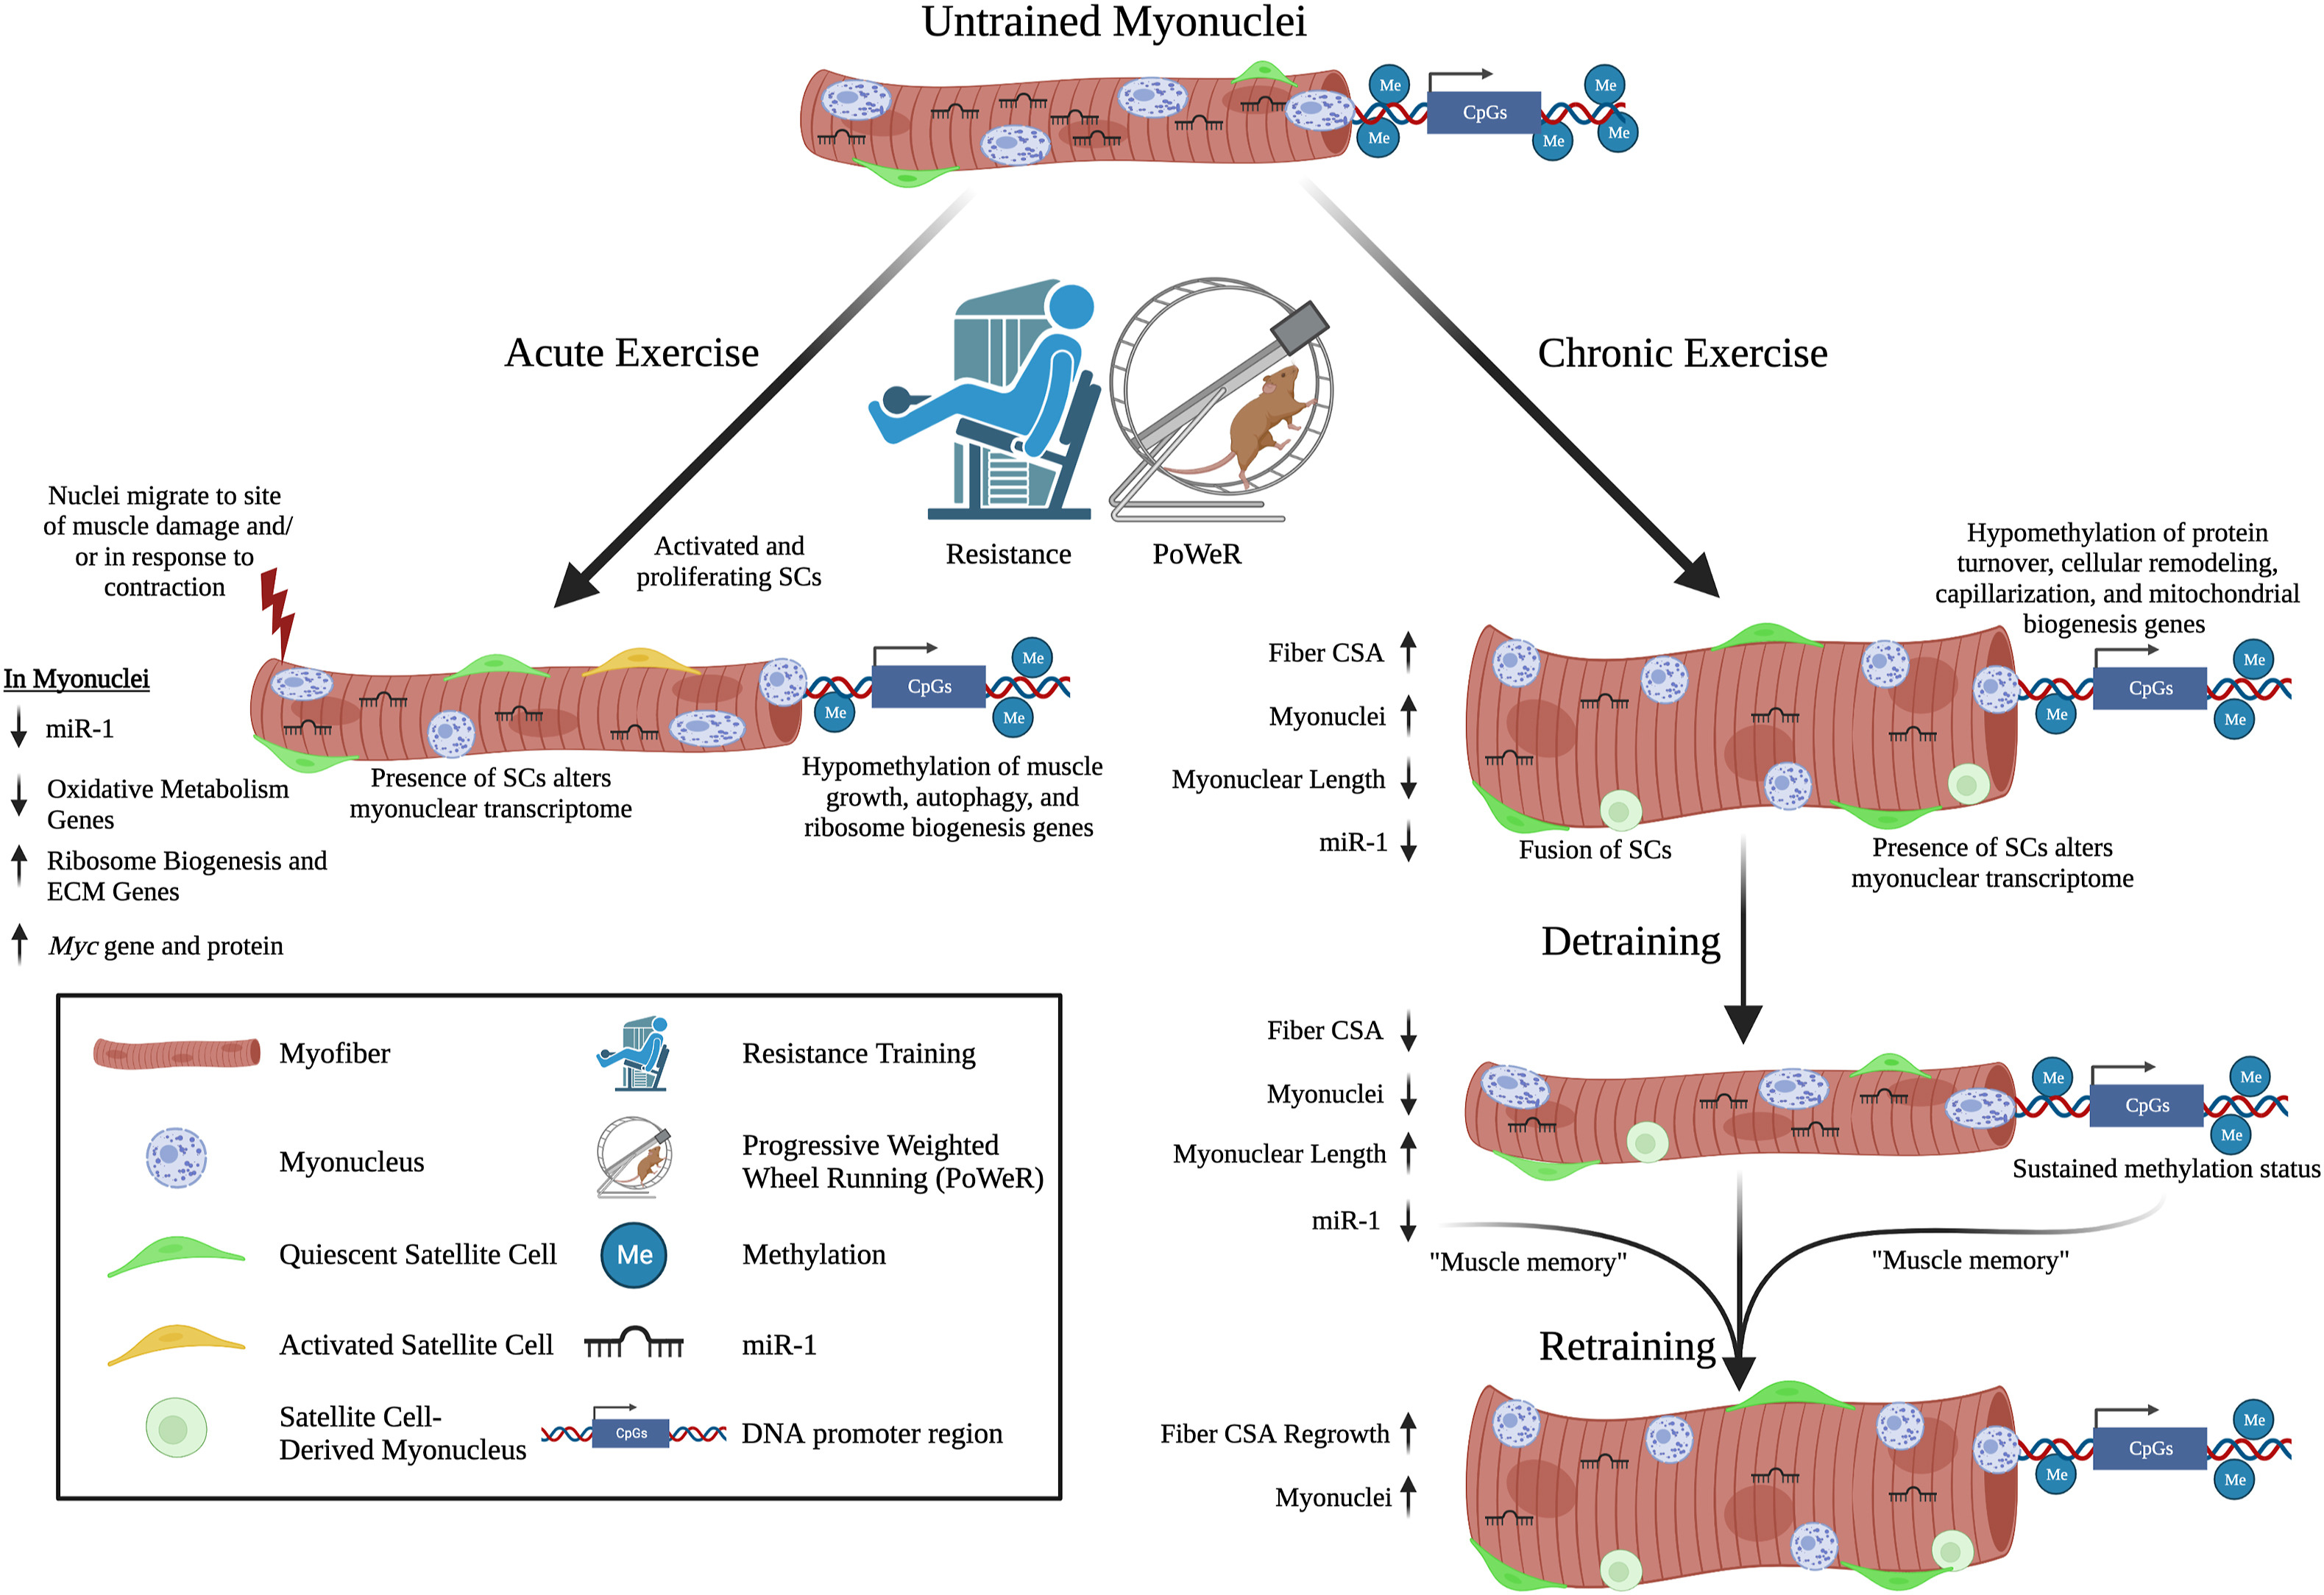 Untrained Myonuclei
Me
Me
CpGs
Me
Me
Me
Acute Exercise
Chronic Exercise
Resistance
PoWeR
Nuclei migrate to site
of muscle damage and/
or in response to
contraction
Activated and
proliferating SCs
In Myonuclei
miR-1
Oxidative Metabolism
Genes
Ribosome Biogenesis and
ECM Genes
Myc gene and protein
Presence of SCs alters
myonuclear transcriptome
Me
CpGs
Me
Me
Hypomethylation of muscle
growth, autophagy, and
ribosome biogenesis genes
Hypomethylation of protein
turnover, cellular remodeling,
capillarization, and mitochondrial
biogenesis genes
Fiber CSA
Myonuclei
Myonuclear Length
miR-1
Me
CpGs
Me
Me
Fusion of SCs
Presence of SCs alters
myonuclear transcriptome
Detraining
Fiber CSA
Myonuclei
Myonuclear Length
miR-1
Me
Me
CpGs
Me
Sustained methylation status
"Muscle memory"
"Muscle memory"
Retraining
Fiber CSA Regrowth
Myonuclei
Me
CpGs
Me
Me
Myofiber
Resistance Training
Myonucleus
Progressive Weighted
Wheel Running (PoWeR)
Quiescent Satellite Cell
Me
Methylation
Activated Satellite Cell
miR-1
Satellite Cell-
Derived Myonucleus
CpGs
DNA promoter region